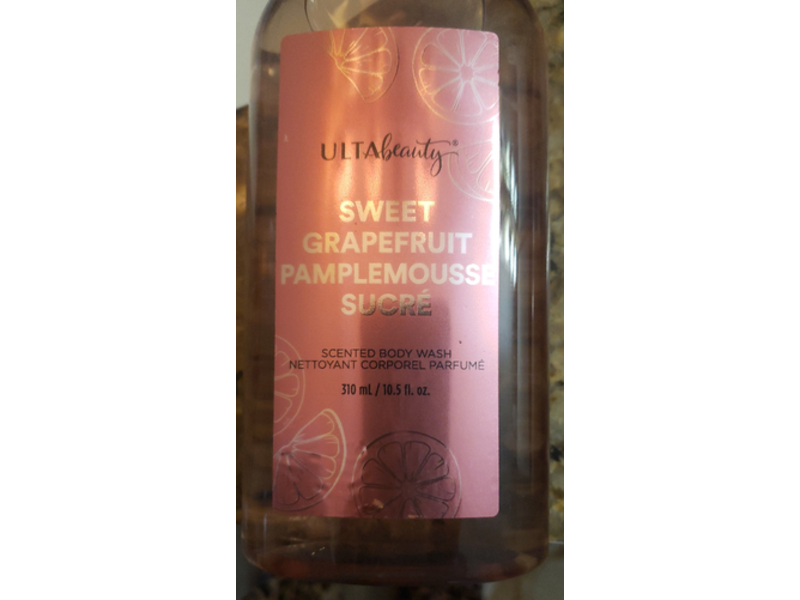 ULTAbeauty®
SWEET
GRAPEFRUIT
PAMPLEMOUSSE
SUCRÉ
SCENTED BODY WASH
NETTOYANT CORPOREL PARFUMÉ
310 mL / 10.5 fl. oz.